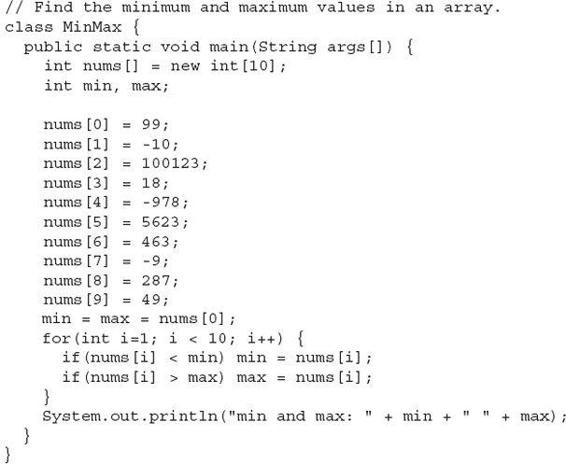 // Find the minimum and maximum values in an array.
class MinMax {
  public static void main(String args[]) {
    int nums[] = new int[10];
    int min, max;

    nums[0] = 99;
    nums[1] = -10;
    nums[2] = 100123;
    nums[3] = 18;
    nums[4] = -978;
    nums[5] = 5623;
    nums[6] = 463;
    nums[7] = -9;
    nums[8] = 287;
    nums[9] = 49;
    min = max = nums[0];
    for(int i=1; i < 10; i++) {
      if(nums[i] < min) min = nums[i];
      if(nums[i] > max) max = nums[i];
    }
    System.out.println("min and max: " + min + " " + max);
  }
}